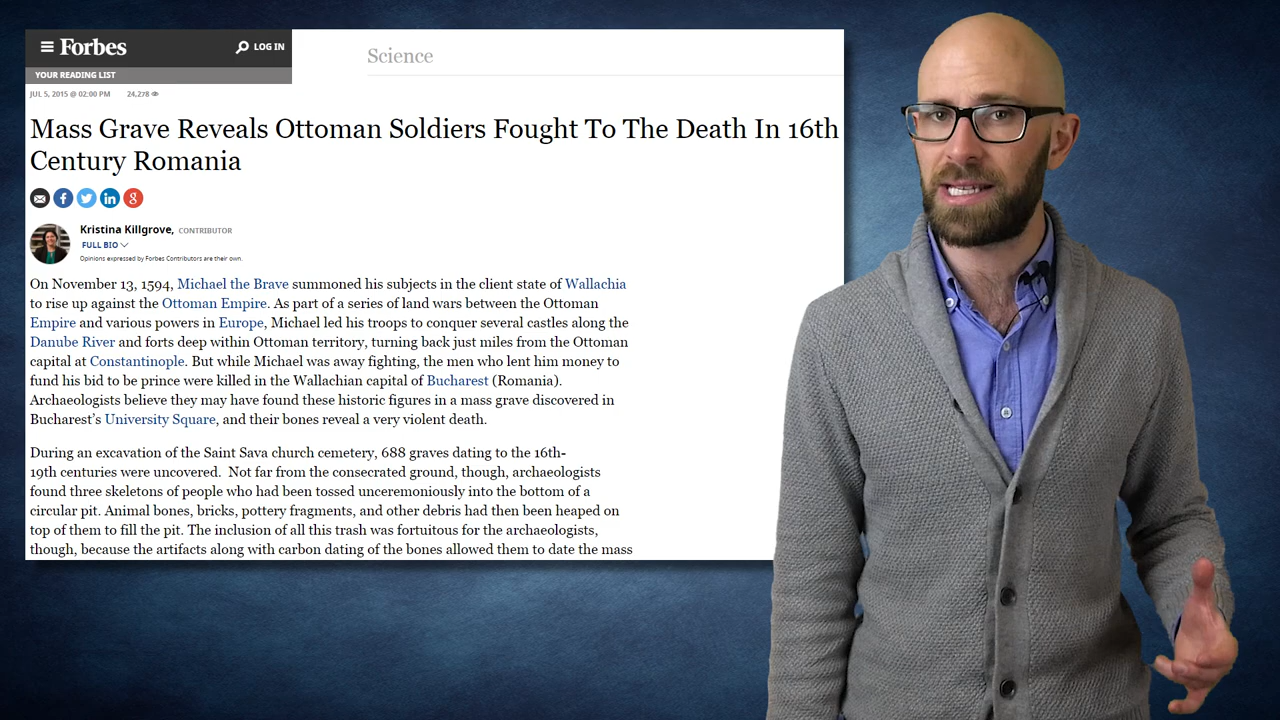 Forbes
LOG IN
Science
YOUR READING LIST
JUL 5, 2015 @ 02:00 PM 24,278
Mass Grave Reveals Ottoman Soldiers Fought To The Death In 16th
Century Romania
Kristina Killgrove, CONTRIBUTOR
FULL BIO
Opinions expressed by Forbes Contributors are their own.
On November 13, 1594, Michael the Brave summoned his subjects in the client state of Wallachia
to rise up against the Ottoman Empire. As part of a series of land wars between the Ottoman
Empire and various powers in Europe, Michael led his troops to conquer several castles along the
Danube River and forts deep within Ottoman territory, turning back just miles from the Ottoman
capital at Constantinople. But while Michael was away fighting, the men who lent him money to
fund his bid to be prince were killed in the Wallachian capital of Bucharest (Romania).
Archaeologists believe they may have found these historic figures in a mass grave discovered in
Bucharest's University Square, and their bones reveal a very violent death.
During an excavation of the Saint Sava church cemetery, 688 graves dating to the 16th-
19th centuries were uncovered. Not far from the consecrated ground, though, archaeologists
found three skeletons of people who had been tossed unceremoniously into the bottom of a
circular pit. Animal bones, bricks, pottery fragments, and other debris had then been heaped on
top of them to fill the pit. The inclusion of all this trash was fortuitous for the archaeologists,
though, because the artifacts along with carbon dating of the bones allowed them to date the mass